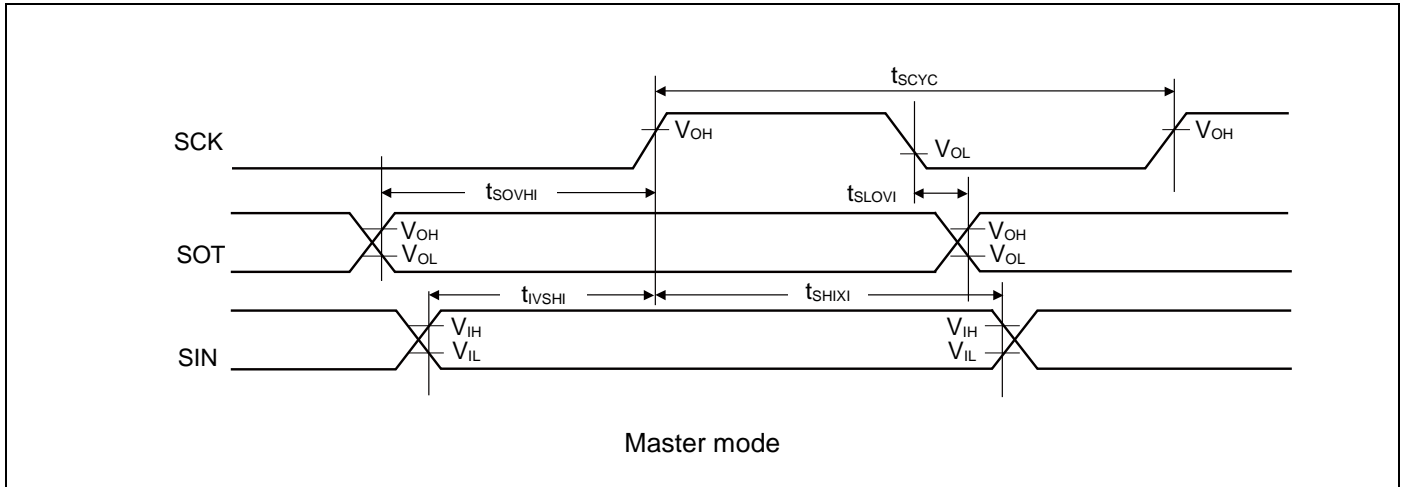 tSCYC
SCK
VOH
VOL
VOH
tSOVHI
tSLOVI
SOT
VOH
VOL
VOH
VOL
tIVSHI
tSHIXI
SIN
VIH
VIL
VIH
VIL
Master mode